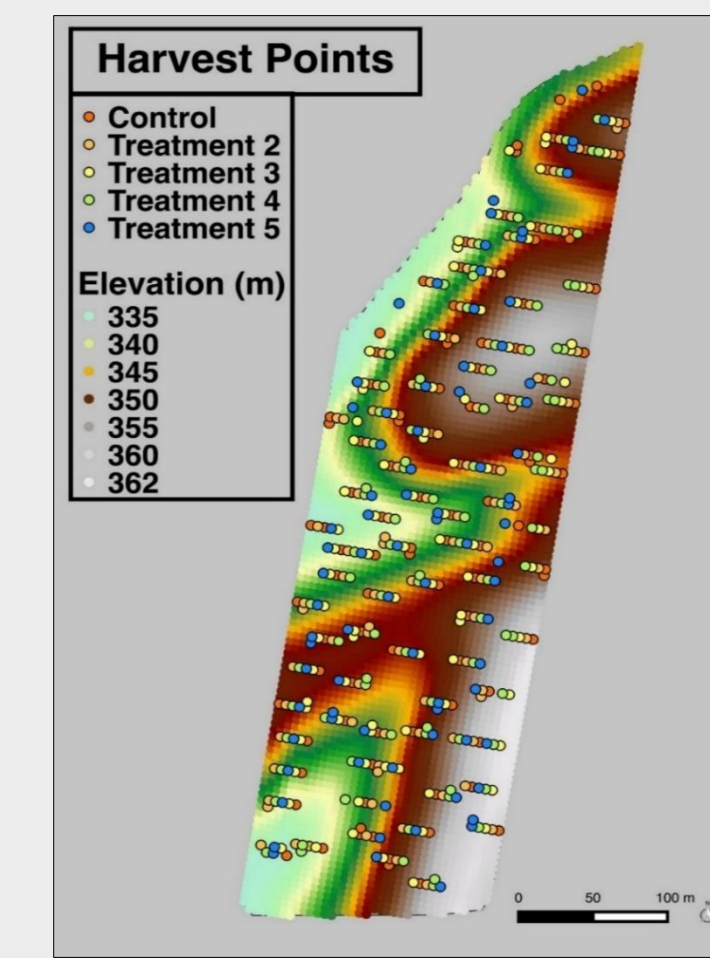 Harvest Points
Control
Treatment 2
Treatment 3
Treatment 4
Treatment 5
Elevation (m)
335
340
345
350
355
360
362
0 50 100 m